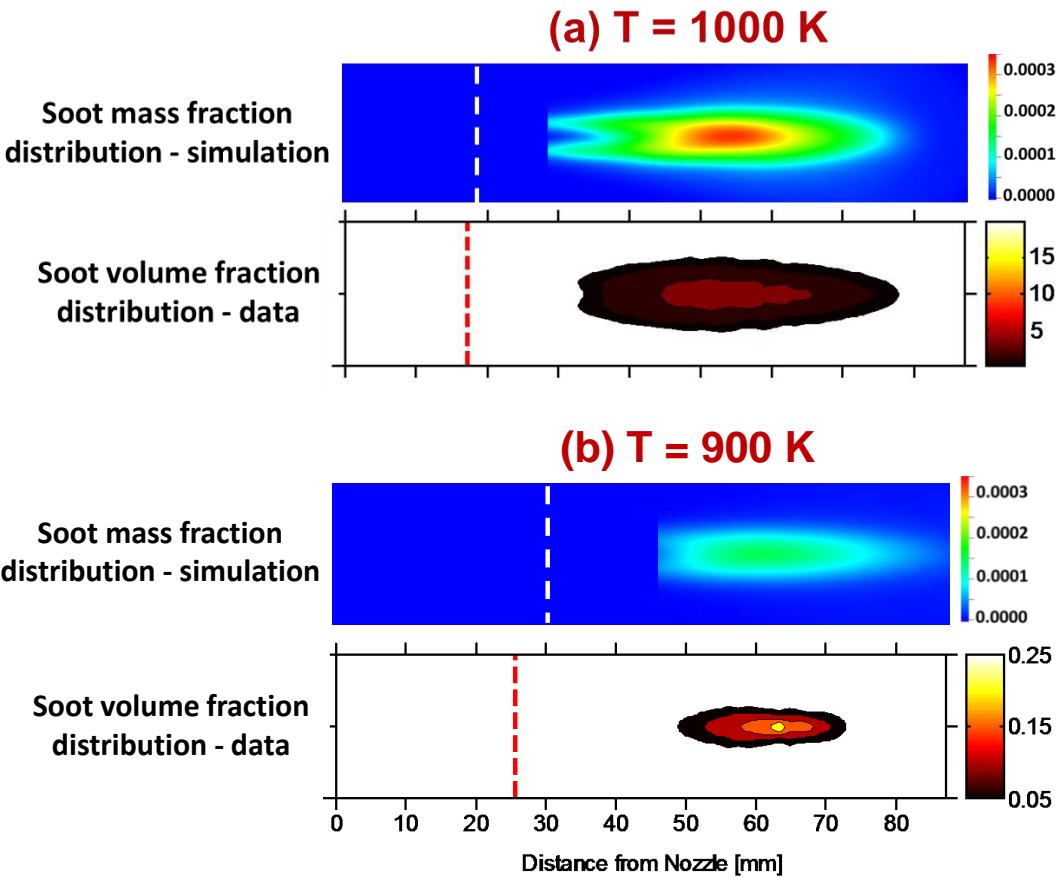 (a) T = 1000 K
Soot mass fraction
distribution - simulation
0.0003
0.0002
0.0001
0.0000
Soot volume fraction
distribution - data
15
10
5
(b) T = 900 K
Soot mass fraction
distribution - simulation
0.0003
0.0002
0.0001
0.0000
Soot volume fraction
distribution - data
0.25
0.15
0.05
0 10 20 30 40 50 60 70 80
Distance from Nozzle [mm]